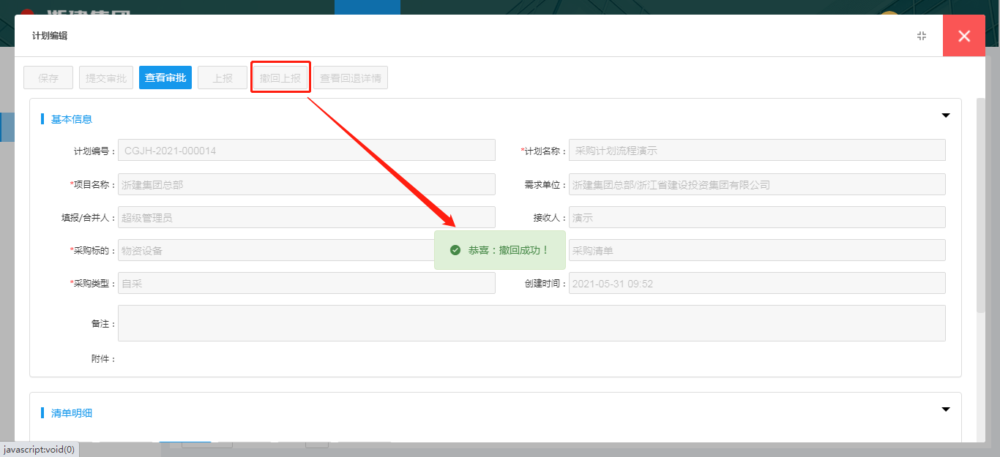 计划编辑
保存 提交审批 查看审批 上报 撤回上报 查看回退详情
基本信息
计划编号： CGJH-2021-000014 *计划名称： 采购计划流程演示
*项目名称： 浙建集团总部 需求单位： 浙建集团总部/浙江省建设投资集团有限公司
填报/合并人： 超级管理员 接收人： 演示
*采购标的： 物资设备 恭喜：撤回成功！ 采购清单
*采购类型： 自采 创建时间： 2021-05-31 09:52
备注：
附件：
清单明细
javascript:void(0)